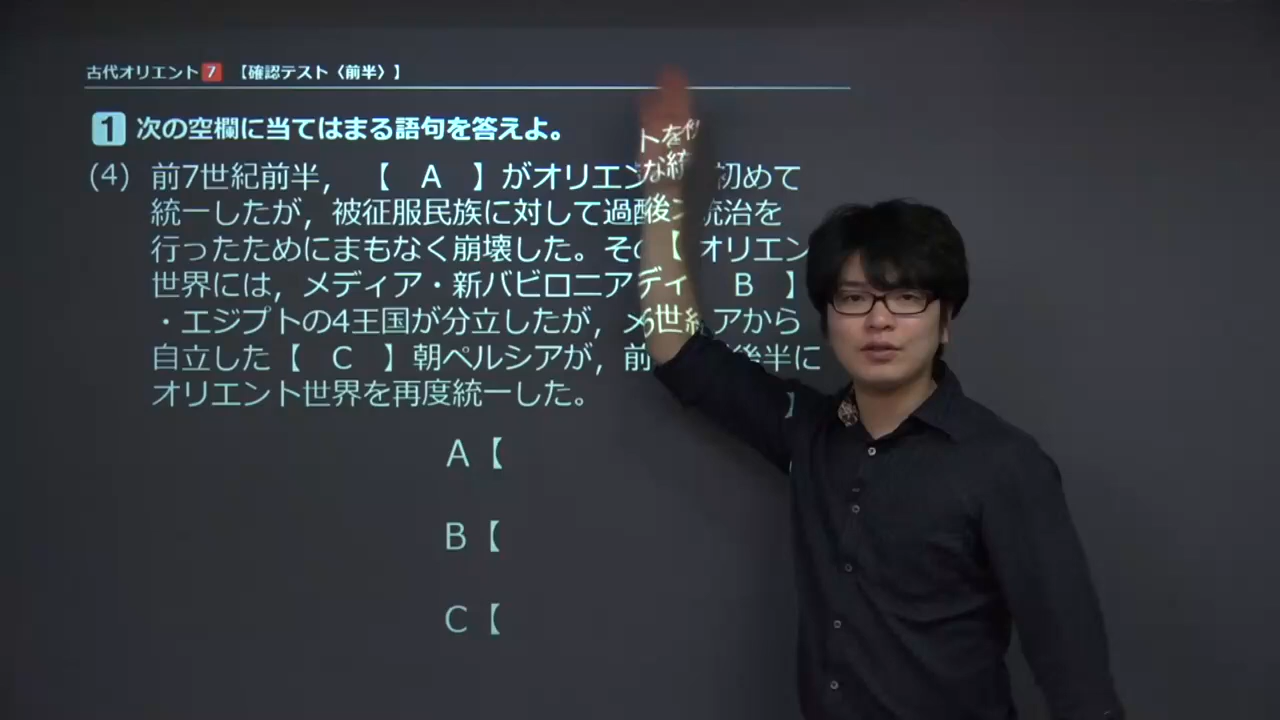 古代オリエント7 【確認テスト〈前半〉】
1 次の空欄に当てはまる語句を答えよ。
(4) 前7世紀前半，【 A 】がオリエン 初めて
統一したが，被征服民族に対して過酷 統治を
行ったためにまもなく崩壊した。その 【 オリエン
世界には，メディア・新バビロニア ディ B 】
・エジプトの4王国が分立したが，メ 6世紀 アから
自立した【 C 】朝ペルシアが，前 後半に
オリエント世界を再度統一した。
】
A【
B【
C【